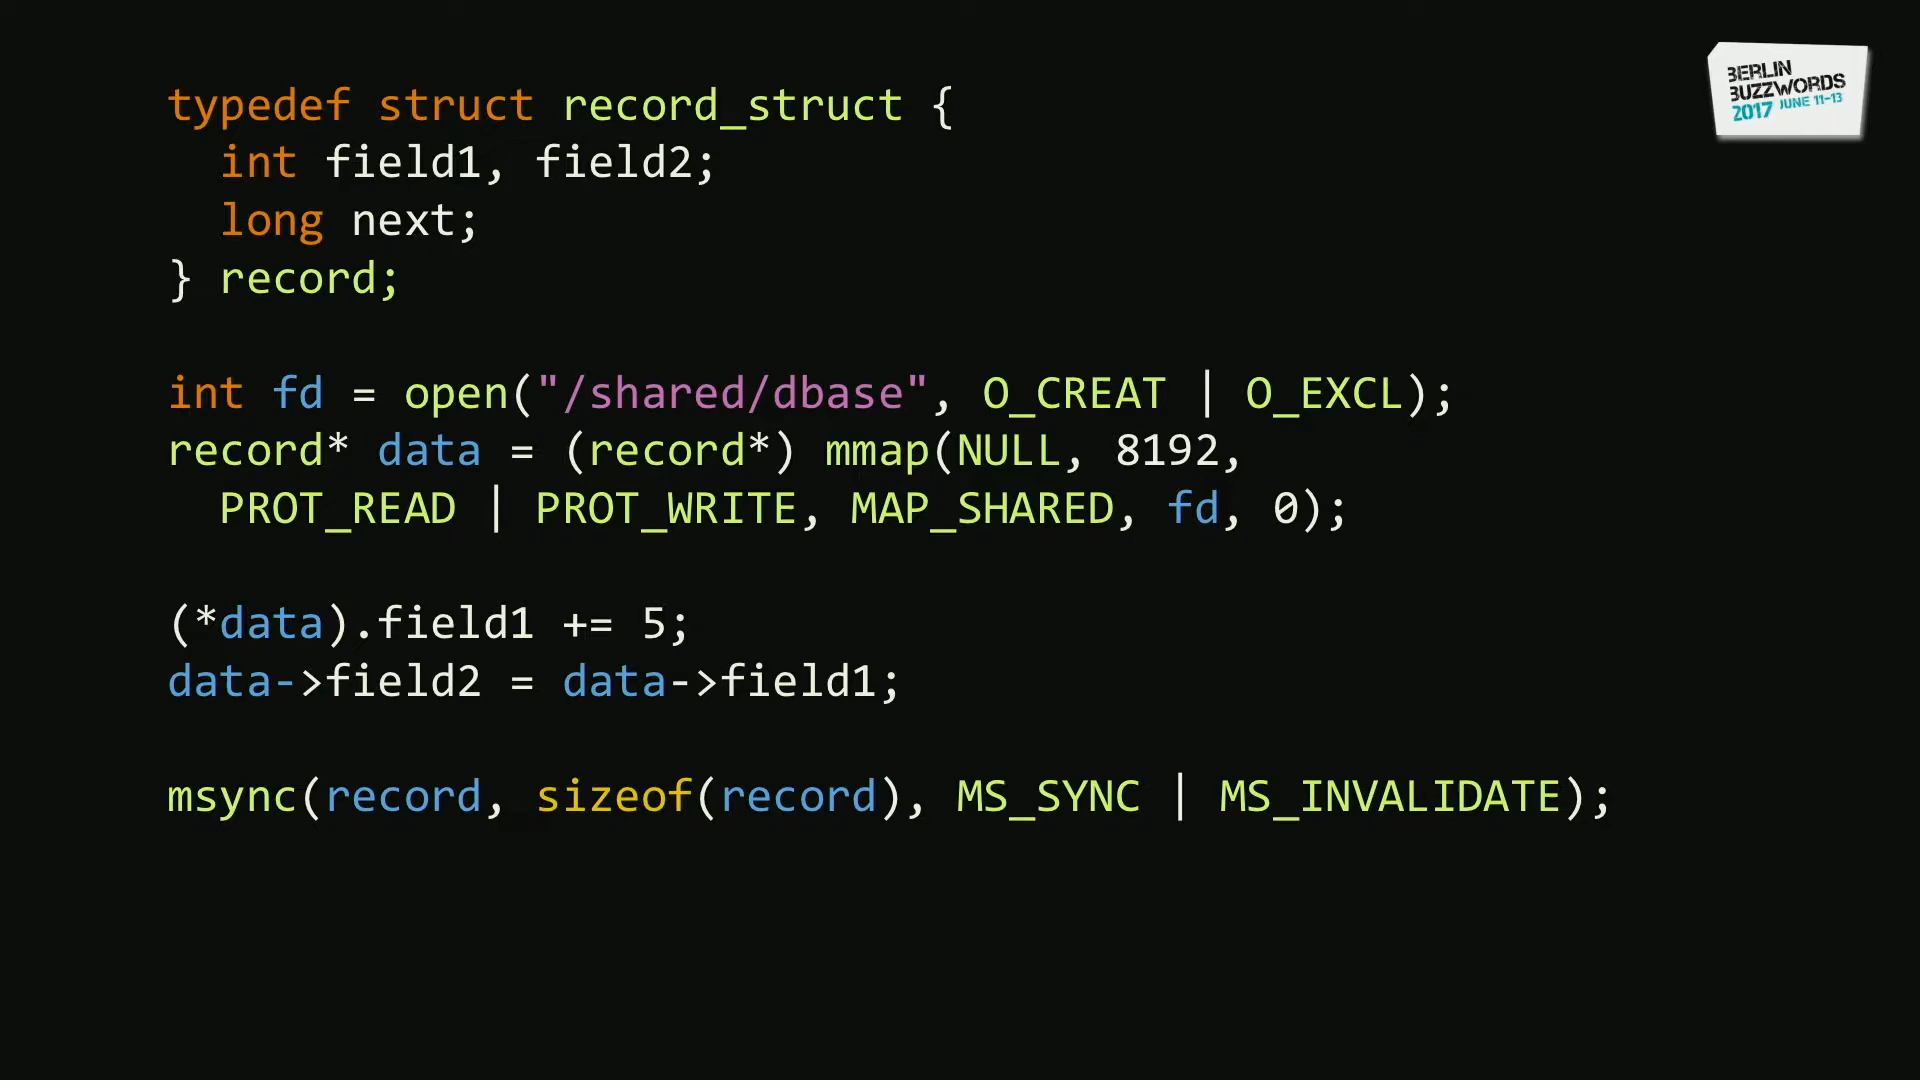 typedef struct record_struct {
  int field1, field2;
  long next;
} record;
int fd = open("/shared/dbase", O_CREAT | O_EXCL);
record* data = (record*) mmap(NULL, 8192,
  PROT_READ | PROT_WRITE, MAP_SHARED, fd, 0);
(*data).field1 += 5;
data->field2 = data->field1;
msync(record, sizeof(record), MS_SYNC | MS_INVALIDATE);
BERLIN
BUZZWORDS
2017 JUNE 11-13